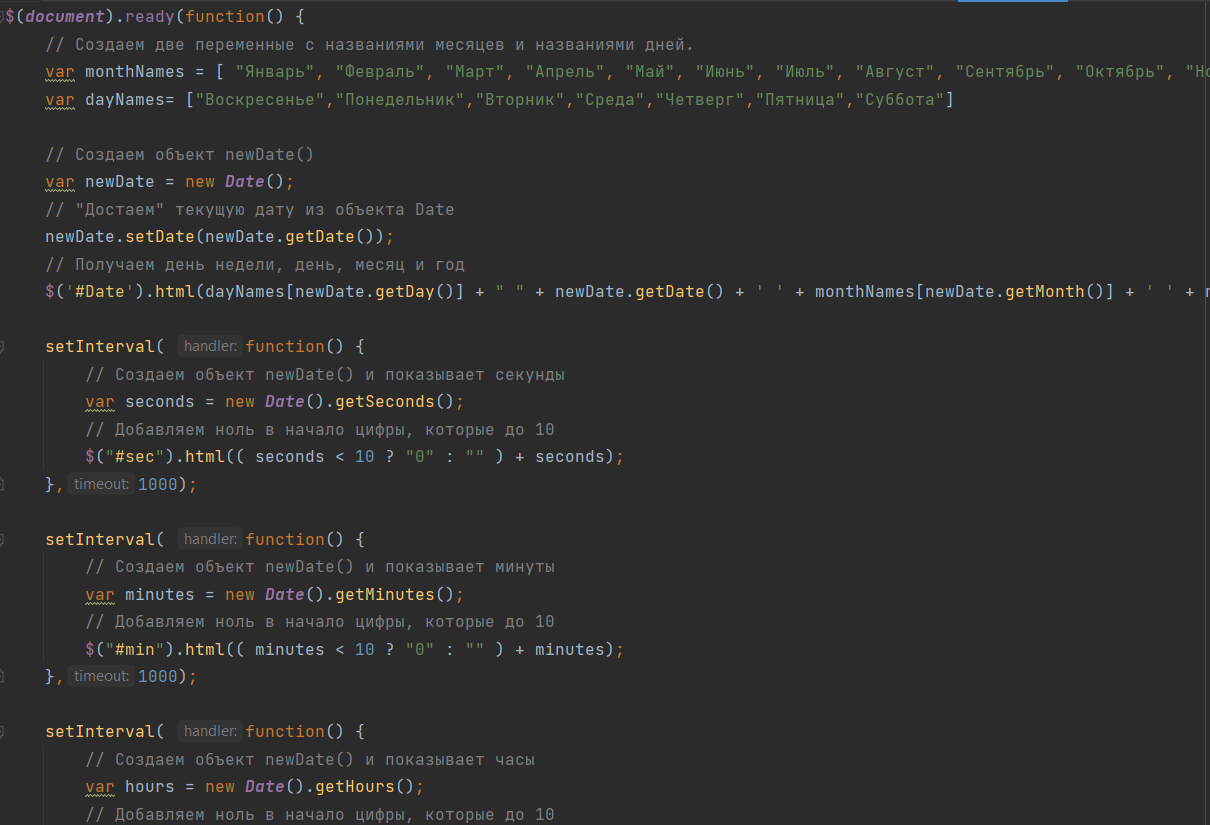 $(document).ready(function() {
// Создаем две переменные с названиями месяцев и названиями дней.
var monthNames = [ "Январь", "Февраль", "Март", "Апрель", "Май", "Июнь", "Июль", "Август", "Сентябрь", "Октябрь",
var dayNames= ["Воскресенье","Понедельник","Вторник","Среда","Четверг","Пятница","Суббота"]
// Создаем объект newDate()
var newDate = new Date();
// "Достаем" текущую дату из объекта Date
newDate.setDate(newDate.getDate());
// Получаем день недели, день, месяц и год
$('#Date').html(dayNames[newDate.getDay()] + " " + newDate.getDate() + ' ' + monthNames[newDate.getMonth()] + ' ' +
setInterval( handler: function() {
// Создаем объект newDate() и показывает секунды
var seconds = new Date().getSeconds();
// Добавляем ноль в начало цифры, которые до 10
$("#sec").html(( seconds < 10 ? "0" : "" ) + seconds);
}, timeout: 1000);
setInterval( handler: function() {
// Создаем объект newDate() и показывает минуты
var minutes = new Date().getMinutes();
// Добавляем ноль в начало цифры, которые до 10
$("#min").html(( minutes < 10 ? "0" : "" ) + minutes);
}, timeout: 1000);
setInterval( handler: function() {
// Создаем объект newDate() и показывает часы
var hours = new Date().getHours();
// Добавляем ноль в начало цифры, которые до 10